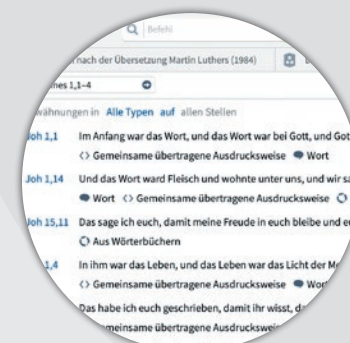 Befehl
nach der Übersetzung Martin Luthers (1984)
1,1–4
in Alle Typen auf allen Stellen
Joh 1,1 Im Anfang war das Wort, und das Wort war bei Gott, und Got
Gemeinsame übertragene Ausdrucksweise Wort
Joh 1,14 Und das Wort ward Fleisch und wohnte unter uns, und wir sa
Wort Gemeinsame übertragene Ausdrucksweise
Joh 15,11 Das sage ich euch, damit meine Freude in euch bleibe und eu
Aus Wörterbüchern
1,4 In ihm war das Leben, und das Leben war das Licht der Me
Gemeinsame übertragene Ausdrucksweise Wort
Das habe ich euch geschrieben, damit ihr wisst, da
meinsame übertragene Ausdruckswei